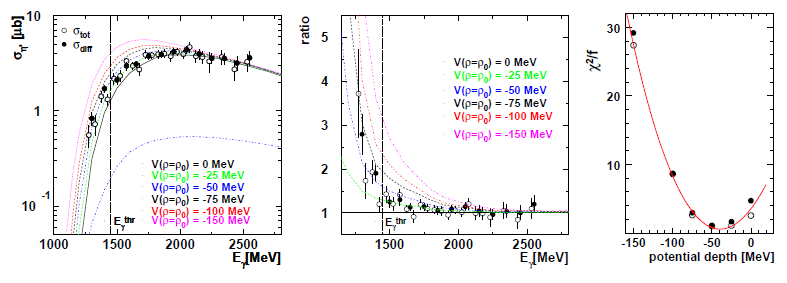 σ_η' [μb]
10
1
10⁻¹
○ σ_tot
● σ_diff
V(ρ=ρ₀) = 0 MeV
V(ρ=ρ₀) = -25 MeV
V(ρ=ρ₀) = -50 MeV
V(ρ=ρ₀) = -75 MeV
V(ρ=ρ₀) = -100 MeV
V(ρ=ρ₀) = -150 MeV
E_γ^thr
1000 1500 2000 2500
E_γ[MeV]
ratio
5
4
3
2
1
V(ρ=ρ₀) = 0 MeV
V(ρ=ρ₀) = -25 MeV
V(ρ=ρ₀) = -50 MeV
V(ρ=ρ₀) = -75 MeV
V(ρ=ρ₀) = -100 MeV
V(ρ=ρ₀) = -150 MeV
E_γ^thr
1500 2000 2500
E_γ[MeV]
χ²/f
30
20
10
-150 -100 -50 0
potential depth [MeV]